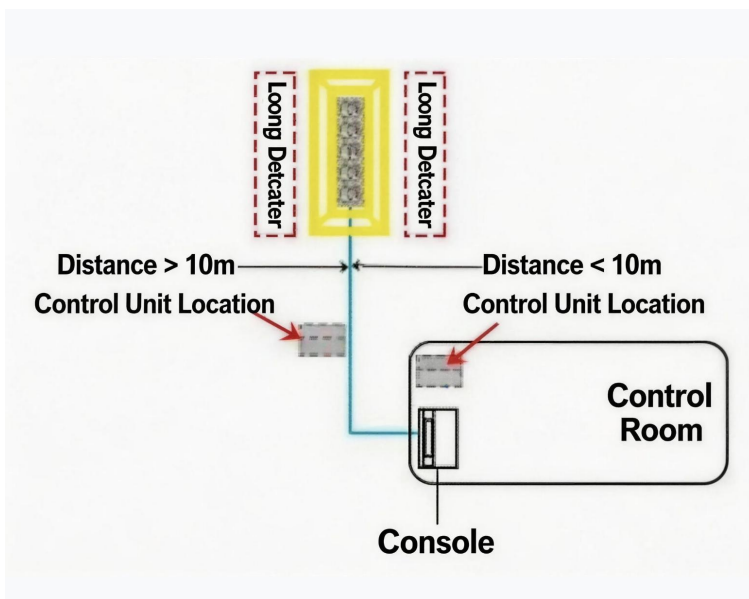 Loong Detcater
Loong Detcater
Distance > 10m
Distance < 10m
Control Unit Location
Control Unit Location
Control
Room
Console